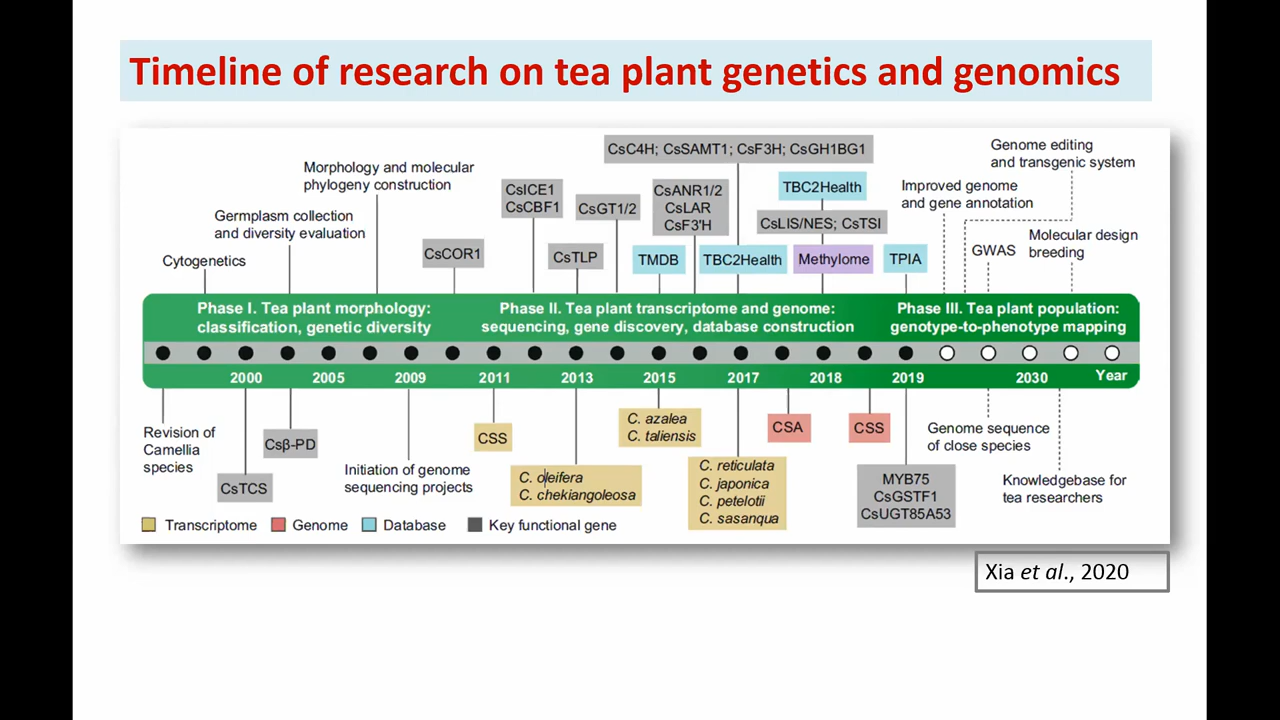 Timeline of research on tea plant genetics and genomics
CsC4H; CsSAMT1; CsF3H; CsGH1BG1
Genome editing
and transgenic system
Morphology and molecular
phylogeny construction
CsICE1
CsCBF1
CsGT1/2
CsANR1/2
CsLAR
CsF3'H
TBC2Health
CsLIS/NES; CsTSI
Improved genome
and gene annotation
Germplasm collection
and diversity evaluation
Cytogenetics
CsCOR1
CsTLP
TMDB
TBC2Health
Methylome
TPIA
GWAS
Molecular design
breeding
Phase I. Tea plant morphology:
classification, genetic diversity
Phase II. Tea plant transcriptome and genome:
sequencing, gene discovery, database construction
Phase III. Tea plant population:
genotype-to-phenotype mapping
2000 2005 2009 2011 2013 2015 2017 2018 2019 2030 Year
Revision of
Camellia
species
CsTCS
Csβ-PD
Initiation of genome
sequencing projects
CSS
C. oleifera
C. chekiangoleosa
C. azalea
C. taliensis
C. reticulata
C. japonica
C. petelotii
C. sasanqua
CSA
CSS
MYB75
CsGSTF1
CsUGT85A53
Genome sequence
of close species
Knowledgebase for
tea researchers
Transcriptome Genome Database Key functional gene
Xia et al., 2020